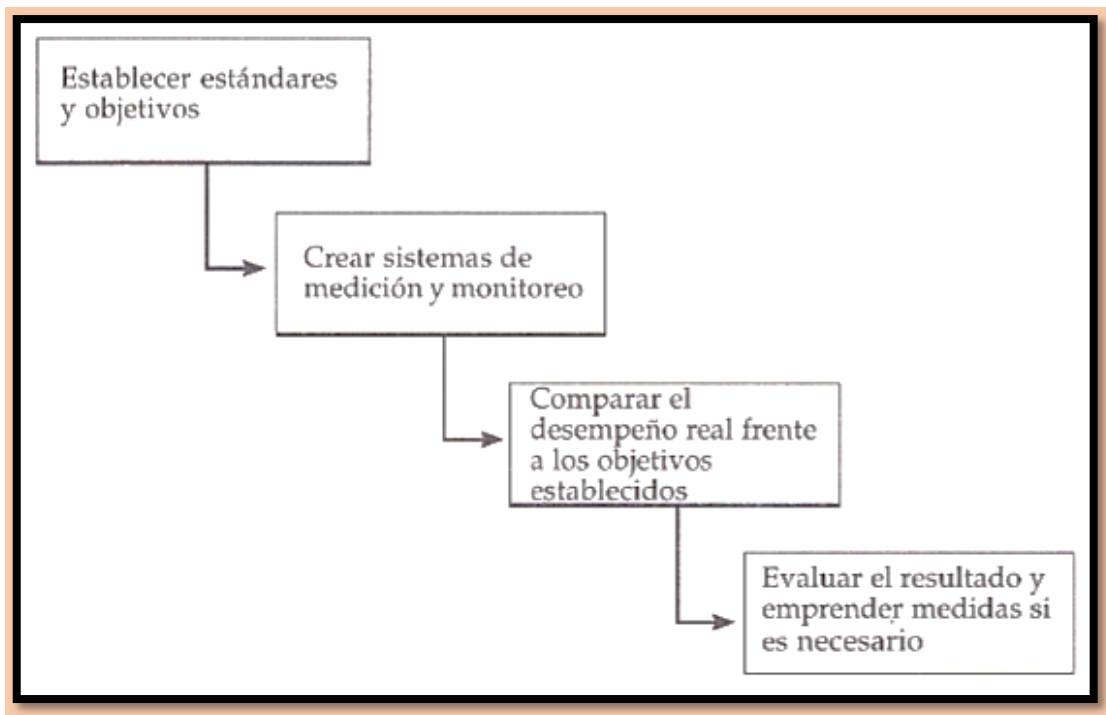 Establecer estándares
y objetivos
Crear sistemas de
medición y monitoreo
Comparar el
desempeño real frente
a los objetivos
establecidos
Evaluar el resultado y
emprender medidas si
es necesario